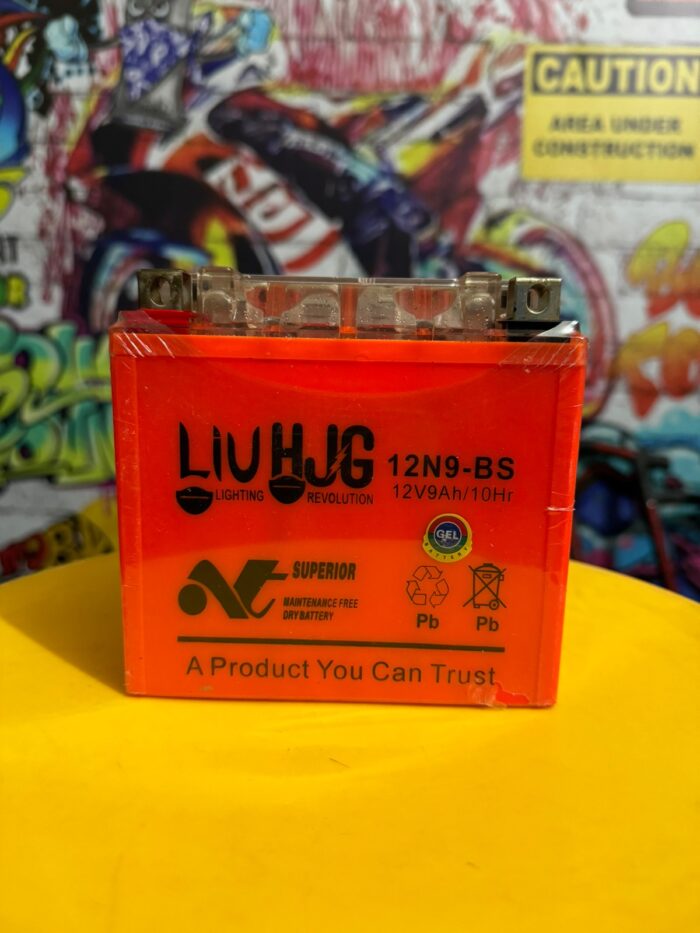 CAUTION
AREA UNDER
CONSTRUCTION
LIU HJG
LIGHTING REVOLUTION
12N9-BS
12V9Ah/10Hr
GEL
BATTERY
SUPERIOR
MAINTENANCE FREE
DRY BATTERY
Pb
Pb
A Product You Can Trust